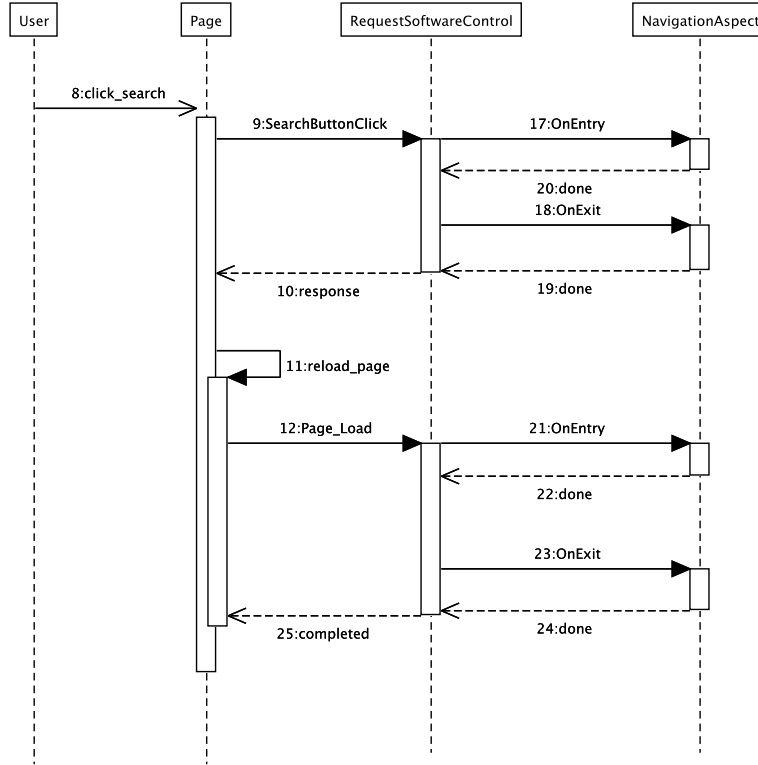 User
Page
RequestSoftwareControl
NavigationAspect
8:click_search
9:SearchButtonClick
17:OnEntry
20:done
18:OnExit
10:response
19:done
11:reload_page
12:Page_Load
21:OnEntry
22:done
23:OnExit
25:completed
24:done